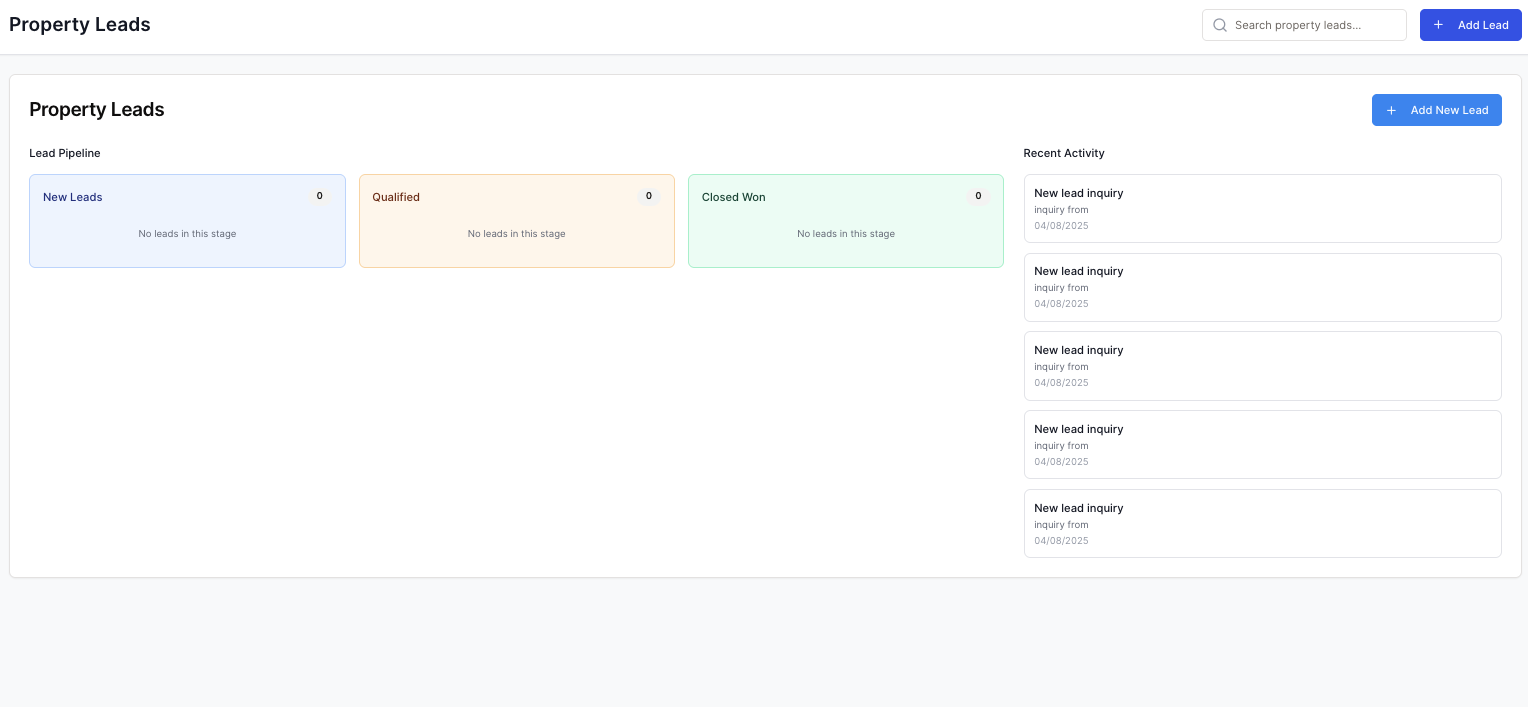 Property Leads
Search property leads...
Add Lead
Property Leads
Add New Lead
Lead Pipeline
New Leads
0
No leads in this stage
Qualified
0
No leads in this stage
Closed Won
0
No leads in this stage
Recent Activity
New lead inquiry
inquiry from
04/08/2025
New lead inquiry
inquiry from
04/08/2025
New lead inquiry
inquiry from
04/08/2025
New lead inquiry
inquiry from
04/08/2025
New lead inquiry
inquiry from
04/08/2025